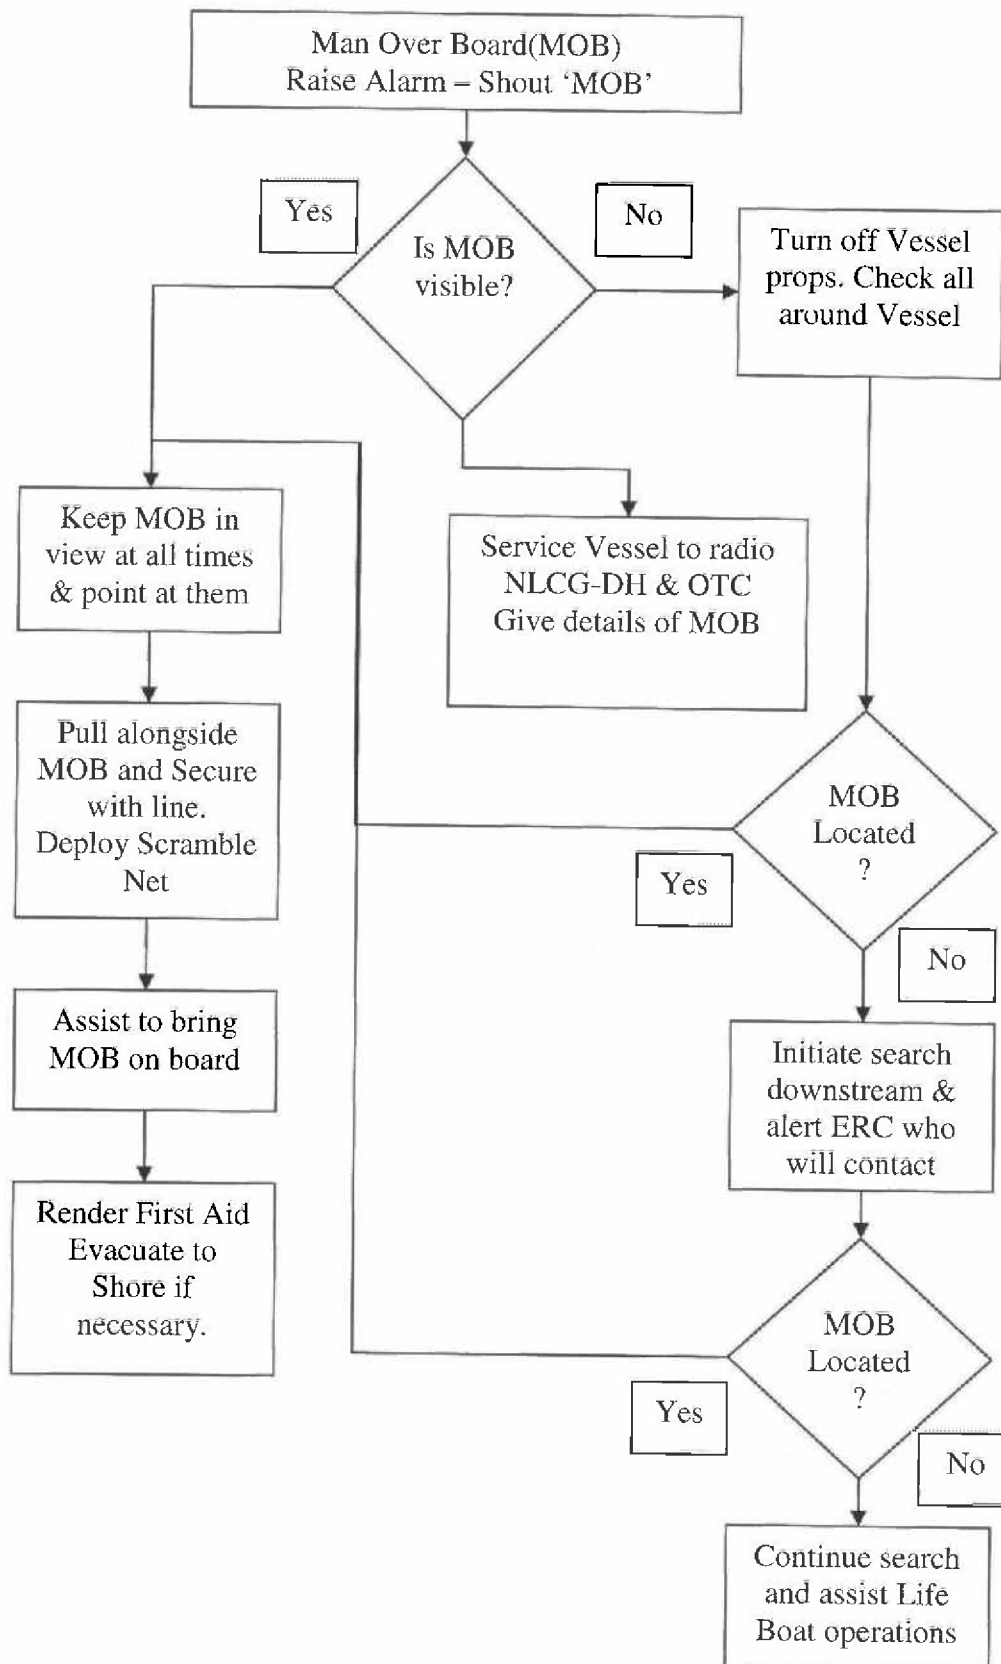 Man Over Board(MOB)
Raise Alarm – Shout ‘MOB’
Yes
Is MOB
visible?
No
Turn off Vessel
props. Check all
around Vessel
Keep MOB in
view at all times
& point at them
Service Vessel to radio
NLCG-DH & OTC
Give details of MOB
Pull alongside
MOB and Secure
with line.
Deploy Scramble
Net
MOB
Located
?
Yes
No
Assist to bring
MOB on board
Initiate search
downstream &
alert ERC who
will contact
Render First Aid
Evacuate to
Shore if
necessary.
MOB
Located
?
Yes
No
Continue search
and assist Life
Boat operations